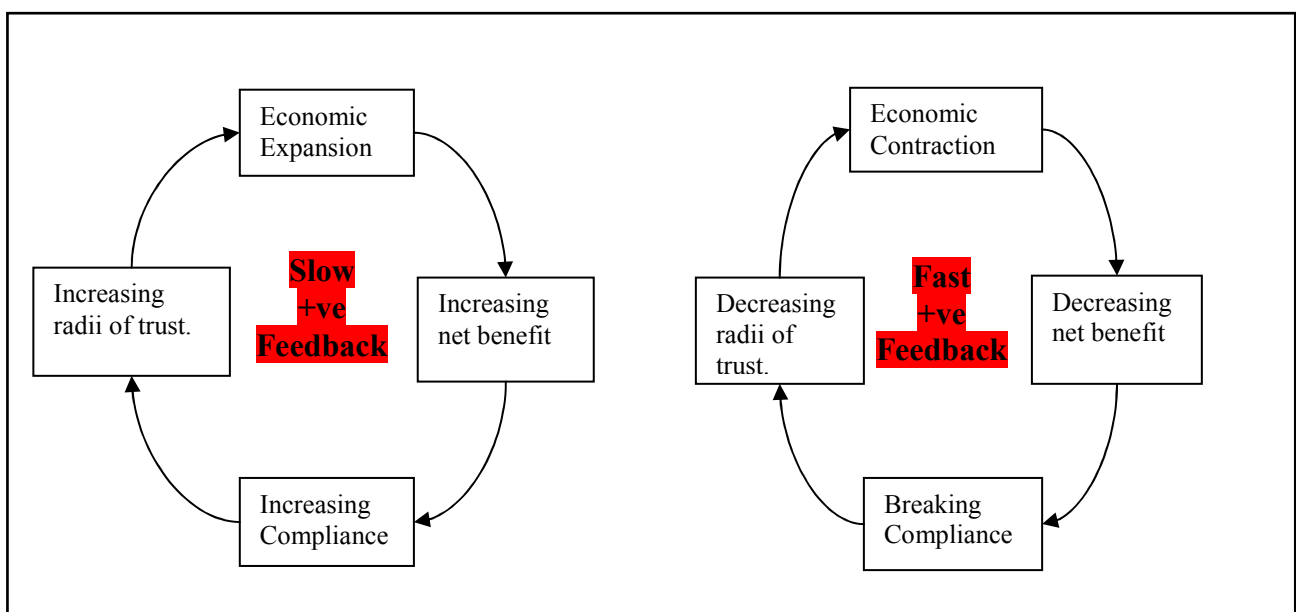 Economic
Expansion
Increasing
net benefit
Increasing
Compliance
Increasing
radii of trust.
Slow
+ve
Feedback
Economic
Contraction
Decreasing
net benefit
Breaking
Compliance
Decreasing
radii of
trust.
Fast
+ve
Feedback